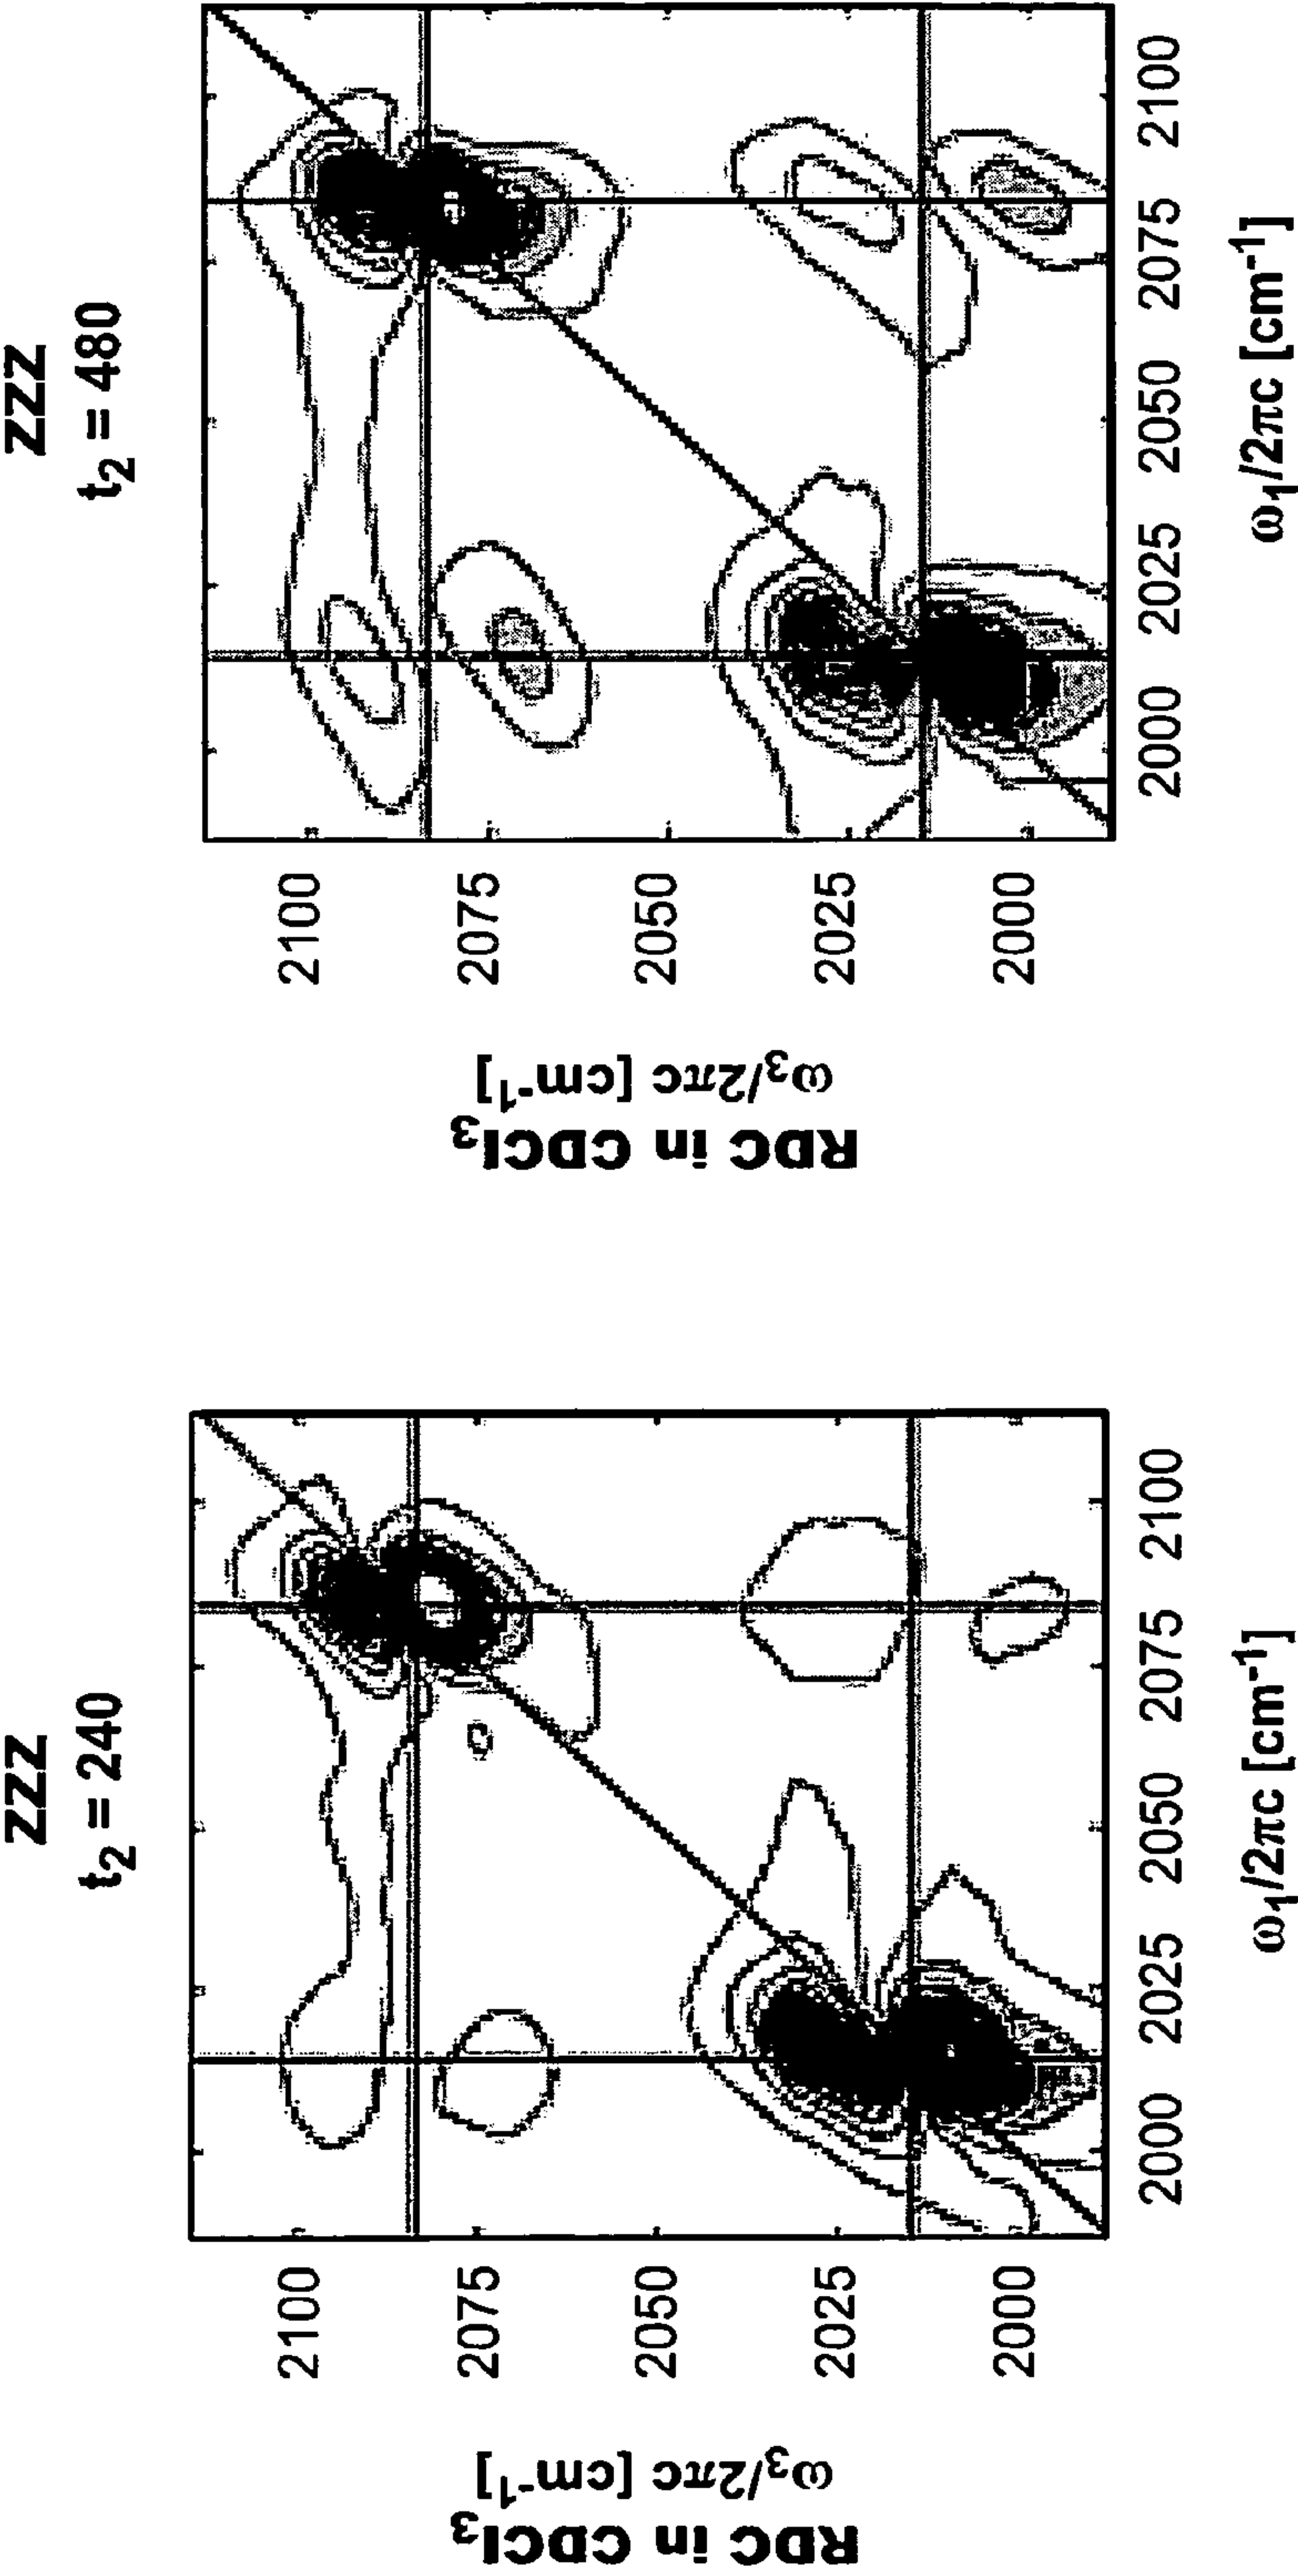 ZZZ
t₂ = 480
2100
2075
2050
2025
2000
RDC in CDCl₃
ω₃/2πc [cm⁻¹]
2000
2025
2050
2075
2100
ω₁/2πc [cm⁻¹]
ZZZ
t₂ = 240
2100
2075
2050
2025
2000
RDC in CDCl₃
ω₃/2πc [cm⁻¹]
2000
2025
2050
2075
2100
ω₁/2πc [cm⁻¹]